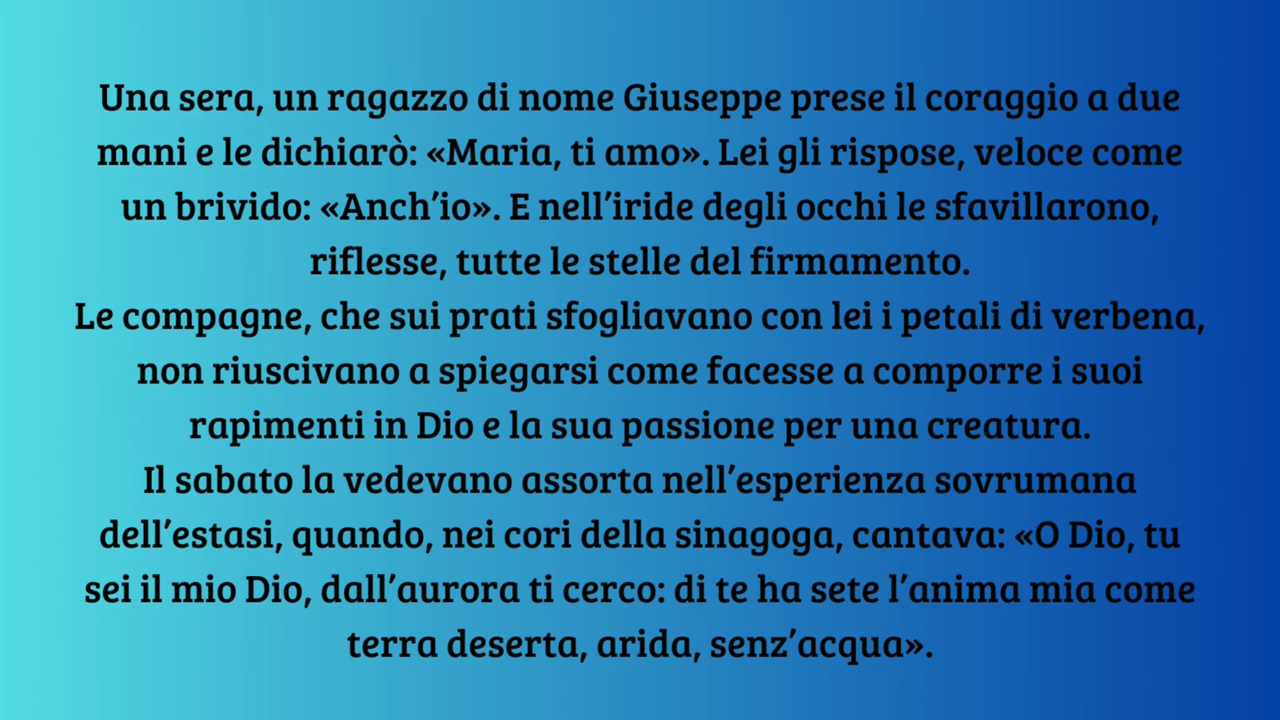 Una sera, un ragazzo di nome Giuseppe prese il coraggio a due
mani e le dichiarò: «Maria, ti amo». Lei gli rispose, veloce come
un brivido: «Anch’io». E nell’iride degli occhi le sfavillarono,
riflesse, tutte le stelle del firmamento.
Le compagne, che sui prati sfogliavano con lei i petali di verbena,
non riuscivano a spiegarsi come facesse a comporre i suoi
rapimenti in Dio e la sua passione per una creatura.
Il sabato la vedevano assorta nell’esperienza sovrumana
dell’estasi, quando, nei cori della sinagoga, cantava: «O Dio, tu
sei il mio Dio, dall’aurora ti cerco: di te ha sete l’anima mia come
terra deserta, arida, senz’acqua».